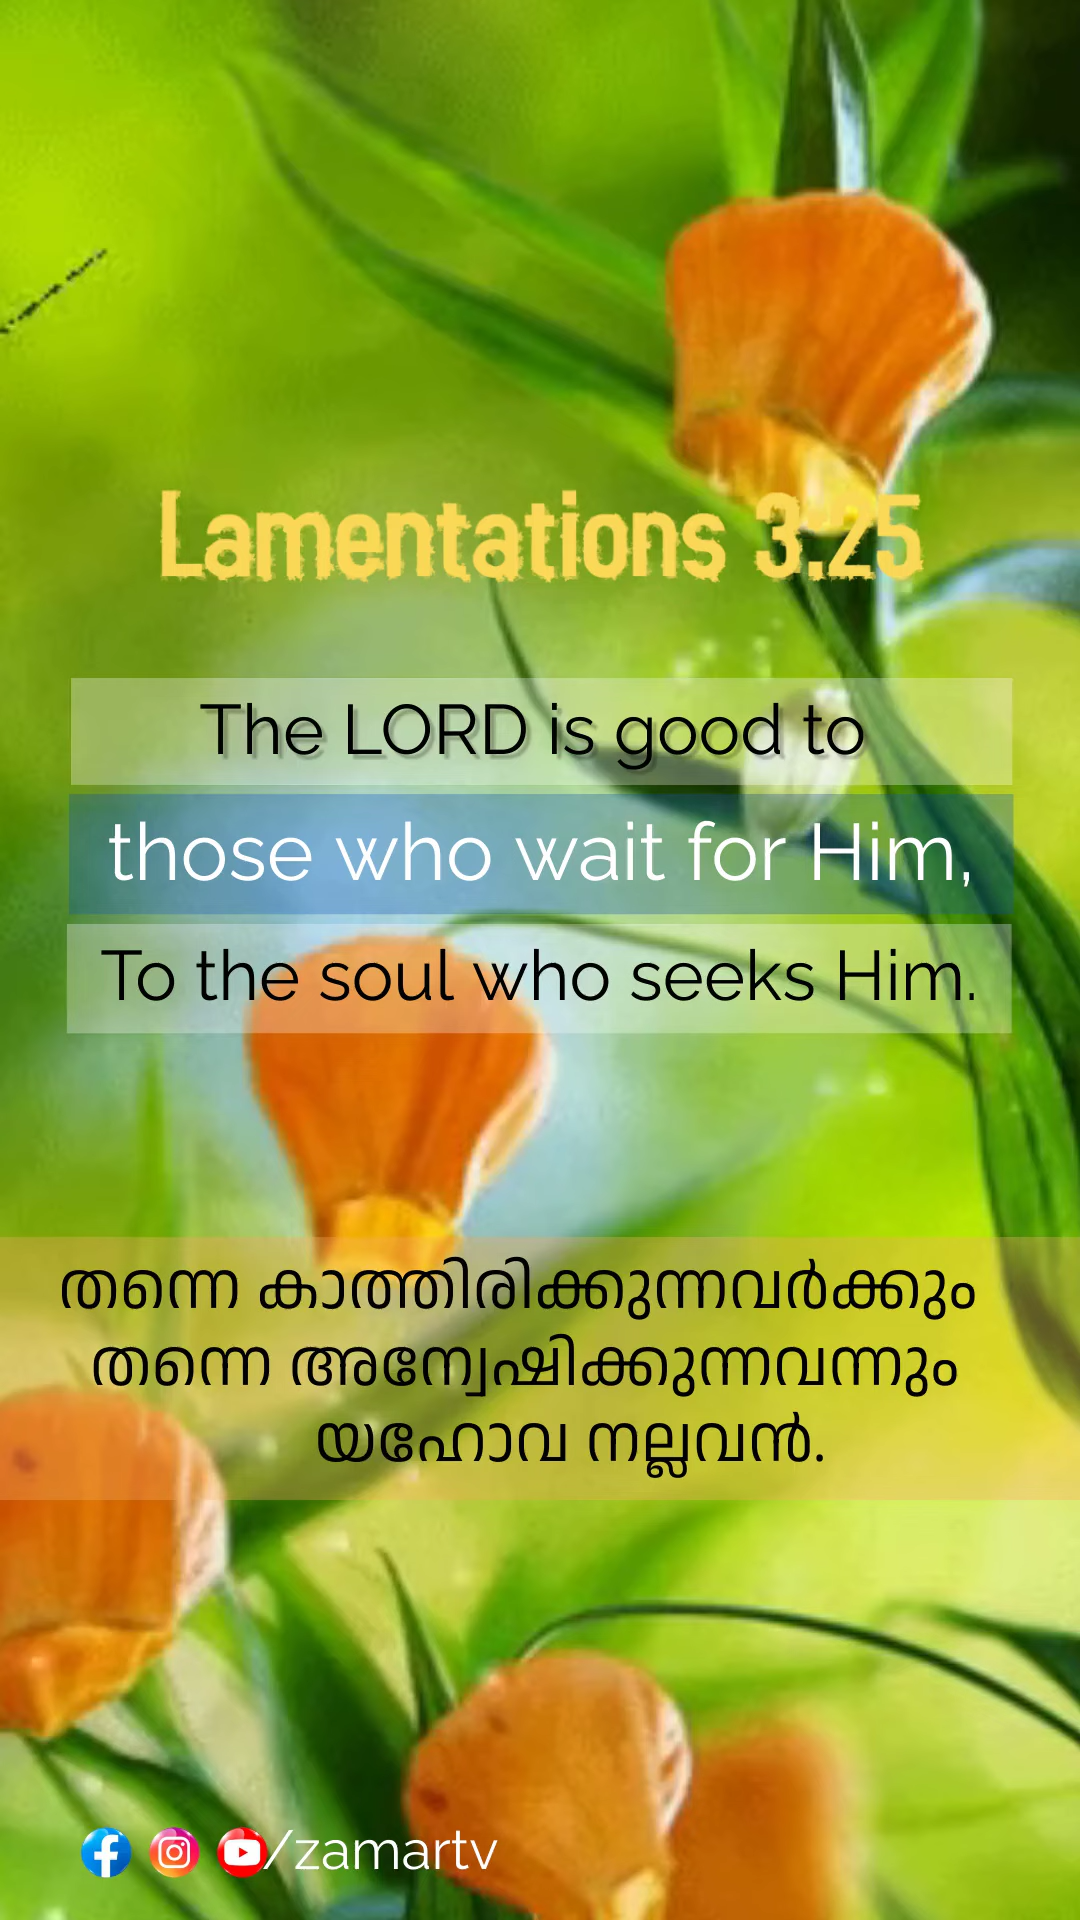 Lamentations 3:25
The LORD is good to
those who wait for Him,
To the soul who seeks Him.
തന്നെ കാത്തിരിക്കുന്നവർക്കും
തന്നെ അന്വേഷിക്കുന്നവന്നും
യഹോവ നല്ലവൻ.
/zamartv